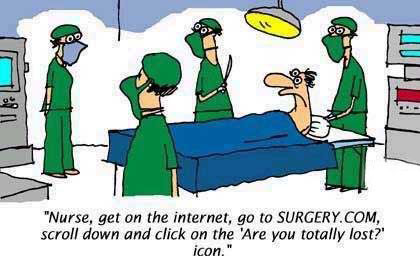 "Nurse, get on the internet, go to SURGERY.COM,
scroll down and click on the 'Are you totally lost?'
icon."